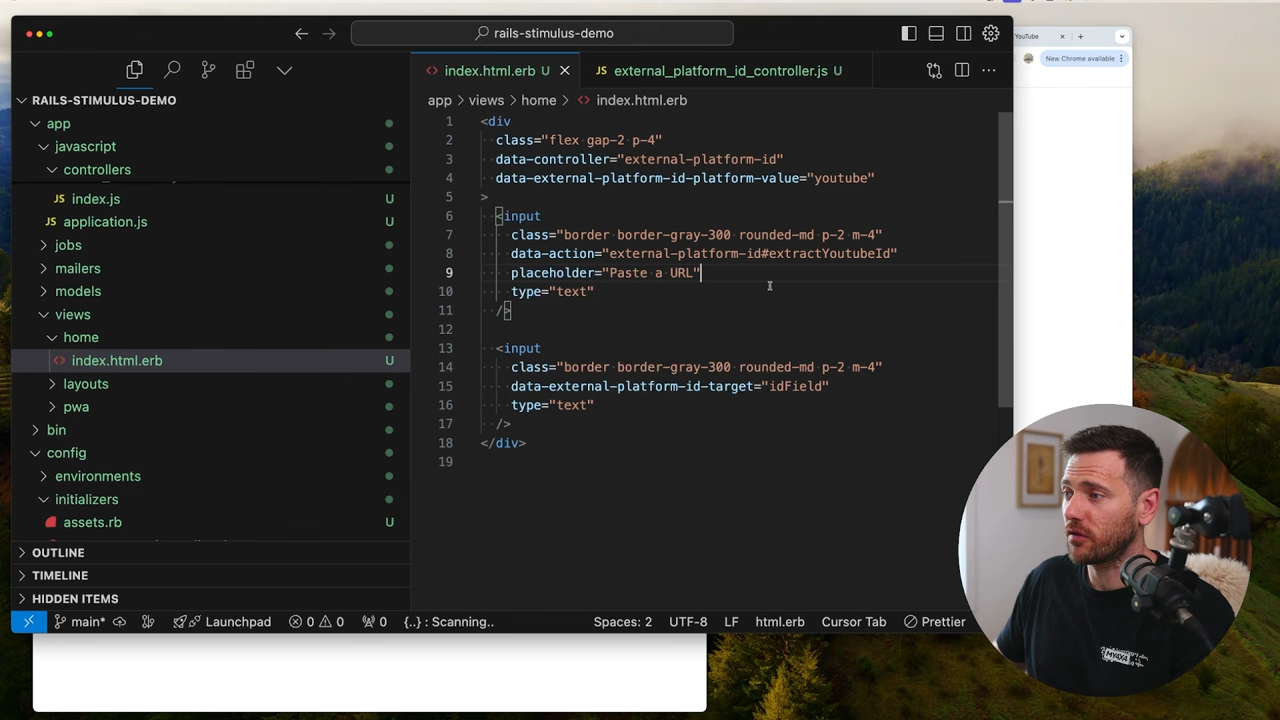 rails-stimulus-demo
YouTube
New Chrome available
index.html.erb U
JS external_platform_id_controller.js U
RAILS-STIMULUS-DEMO
app > views > home > <> index.html.erb
app
javascript
controllers
JS index.js U
JS application.js U
jobs
mailers
models
views
home
<> index.html.erb U
layouts
pwa
bin
config
environments
initializers
assets.rb U
OUTLINE
TIMELINE
HIDDEN ITEMS
1 <div
2 class="flex gap-2 p-4"
3 data-controller="external-platform-id"
4 data-external-platform-id-platform-value="youtube"
5 >
6 <input
7 class="border border-gray-300 rounded-md p-2 m-4"
8 data-action="external-platform-id#extractYoutubeId"
9 placeholder="Paste a URL"
10 type="text"
11 />
12
13 <input
14 class="border border-gray-300 rounded-md p-2 m-4"
15 data-external-platform-id-target="idField"
16 type="text"
17 />
18 </div>
19
main* Launchpad 0 0 0 {..} : Scanning.. Spaces: 2 UTF-8 LF html.erb Cursor Tab Prettier